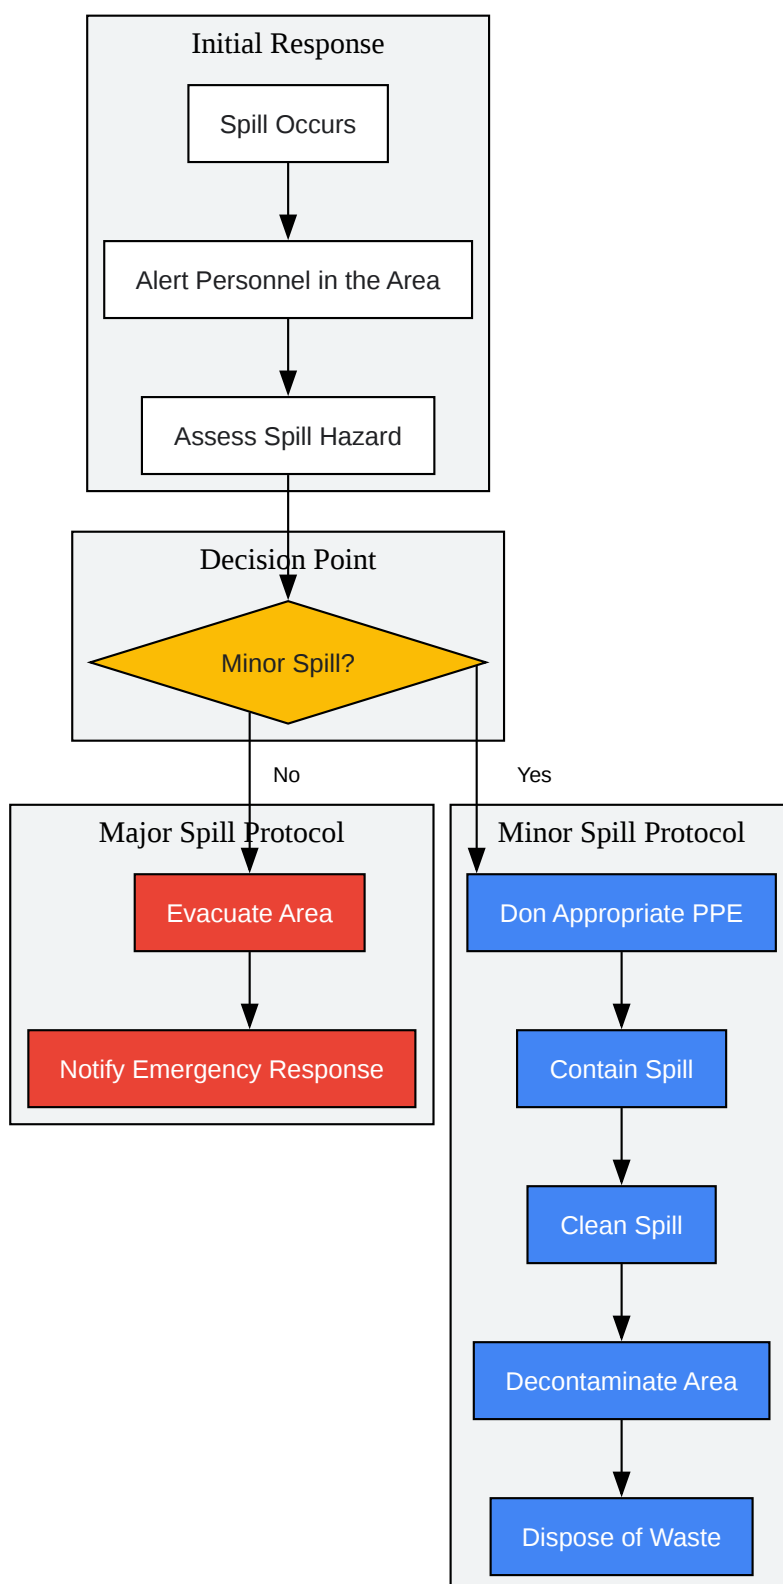 Initial Response
Spill Occurs
Alert Personnel in the Area
Assess Spill Hazard
Decision Point
Minor Spill?
No
Yes
Major Spill Protocol
Evacuate Area
Notify Emergency Response
Minor Spill Protocol
Don Appropriate PPE
Contain Spill
Clean Spill
Decontaminate Area
Dispose of Waste